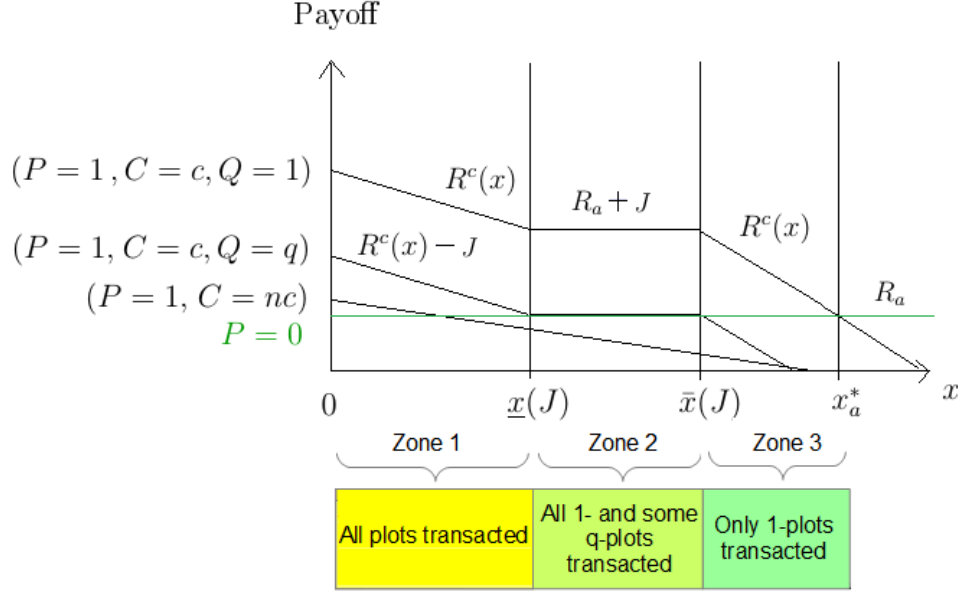 Payoff
(P = 1, C = c, Q = 1)
R^c(x)
R_a + J
R^c(x)
(P = 1, C = c, Q = q)
R^c(x) − J
(P = 1, C = nc)
R_a
P = 0
0
x̲(J)
x̄(J)
x_a^*
x
Zone 1
Zone 2
Zone 3
All plots transacted
All 1- and some
q-plots
transacted
Only 1-plots
transacted